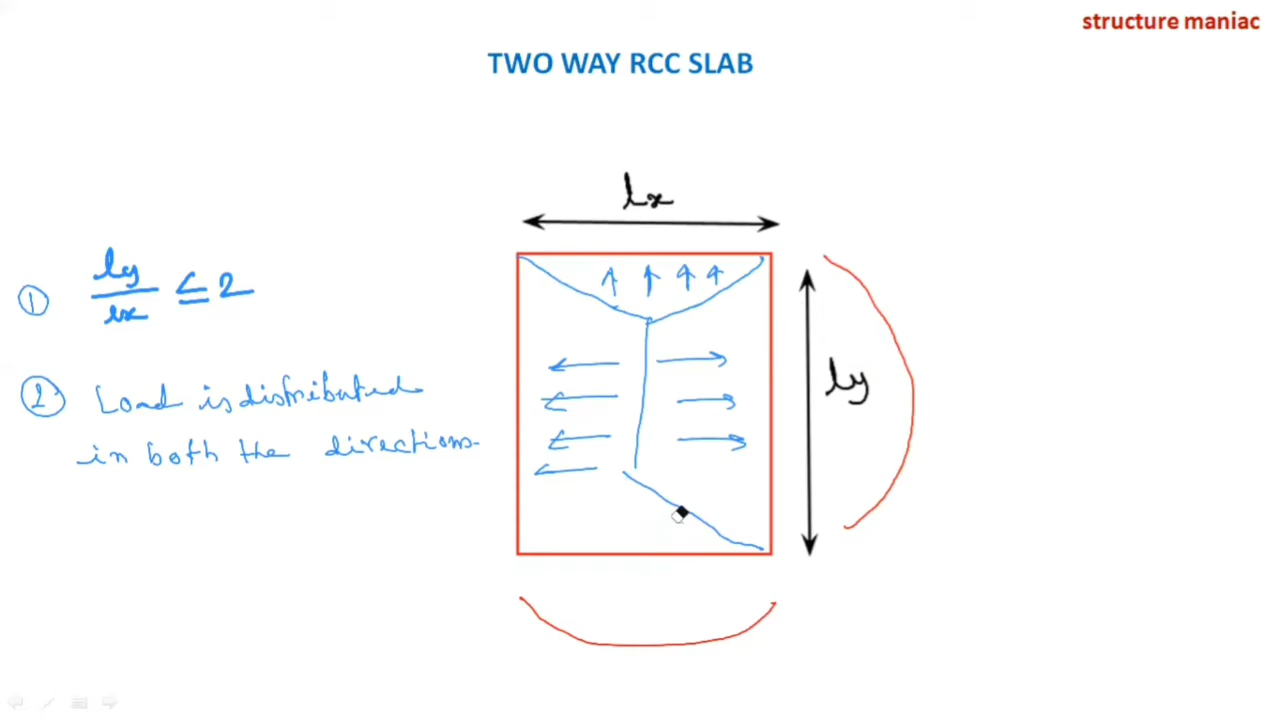 structure maniac
TWO WAY RCC SLAB
lx
① ly/lx ≤ 2
ly
② Load is distributed
in both the directions.